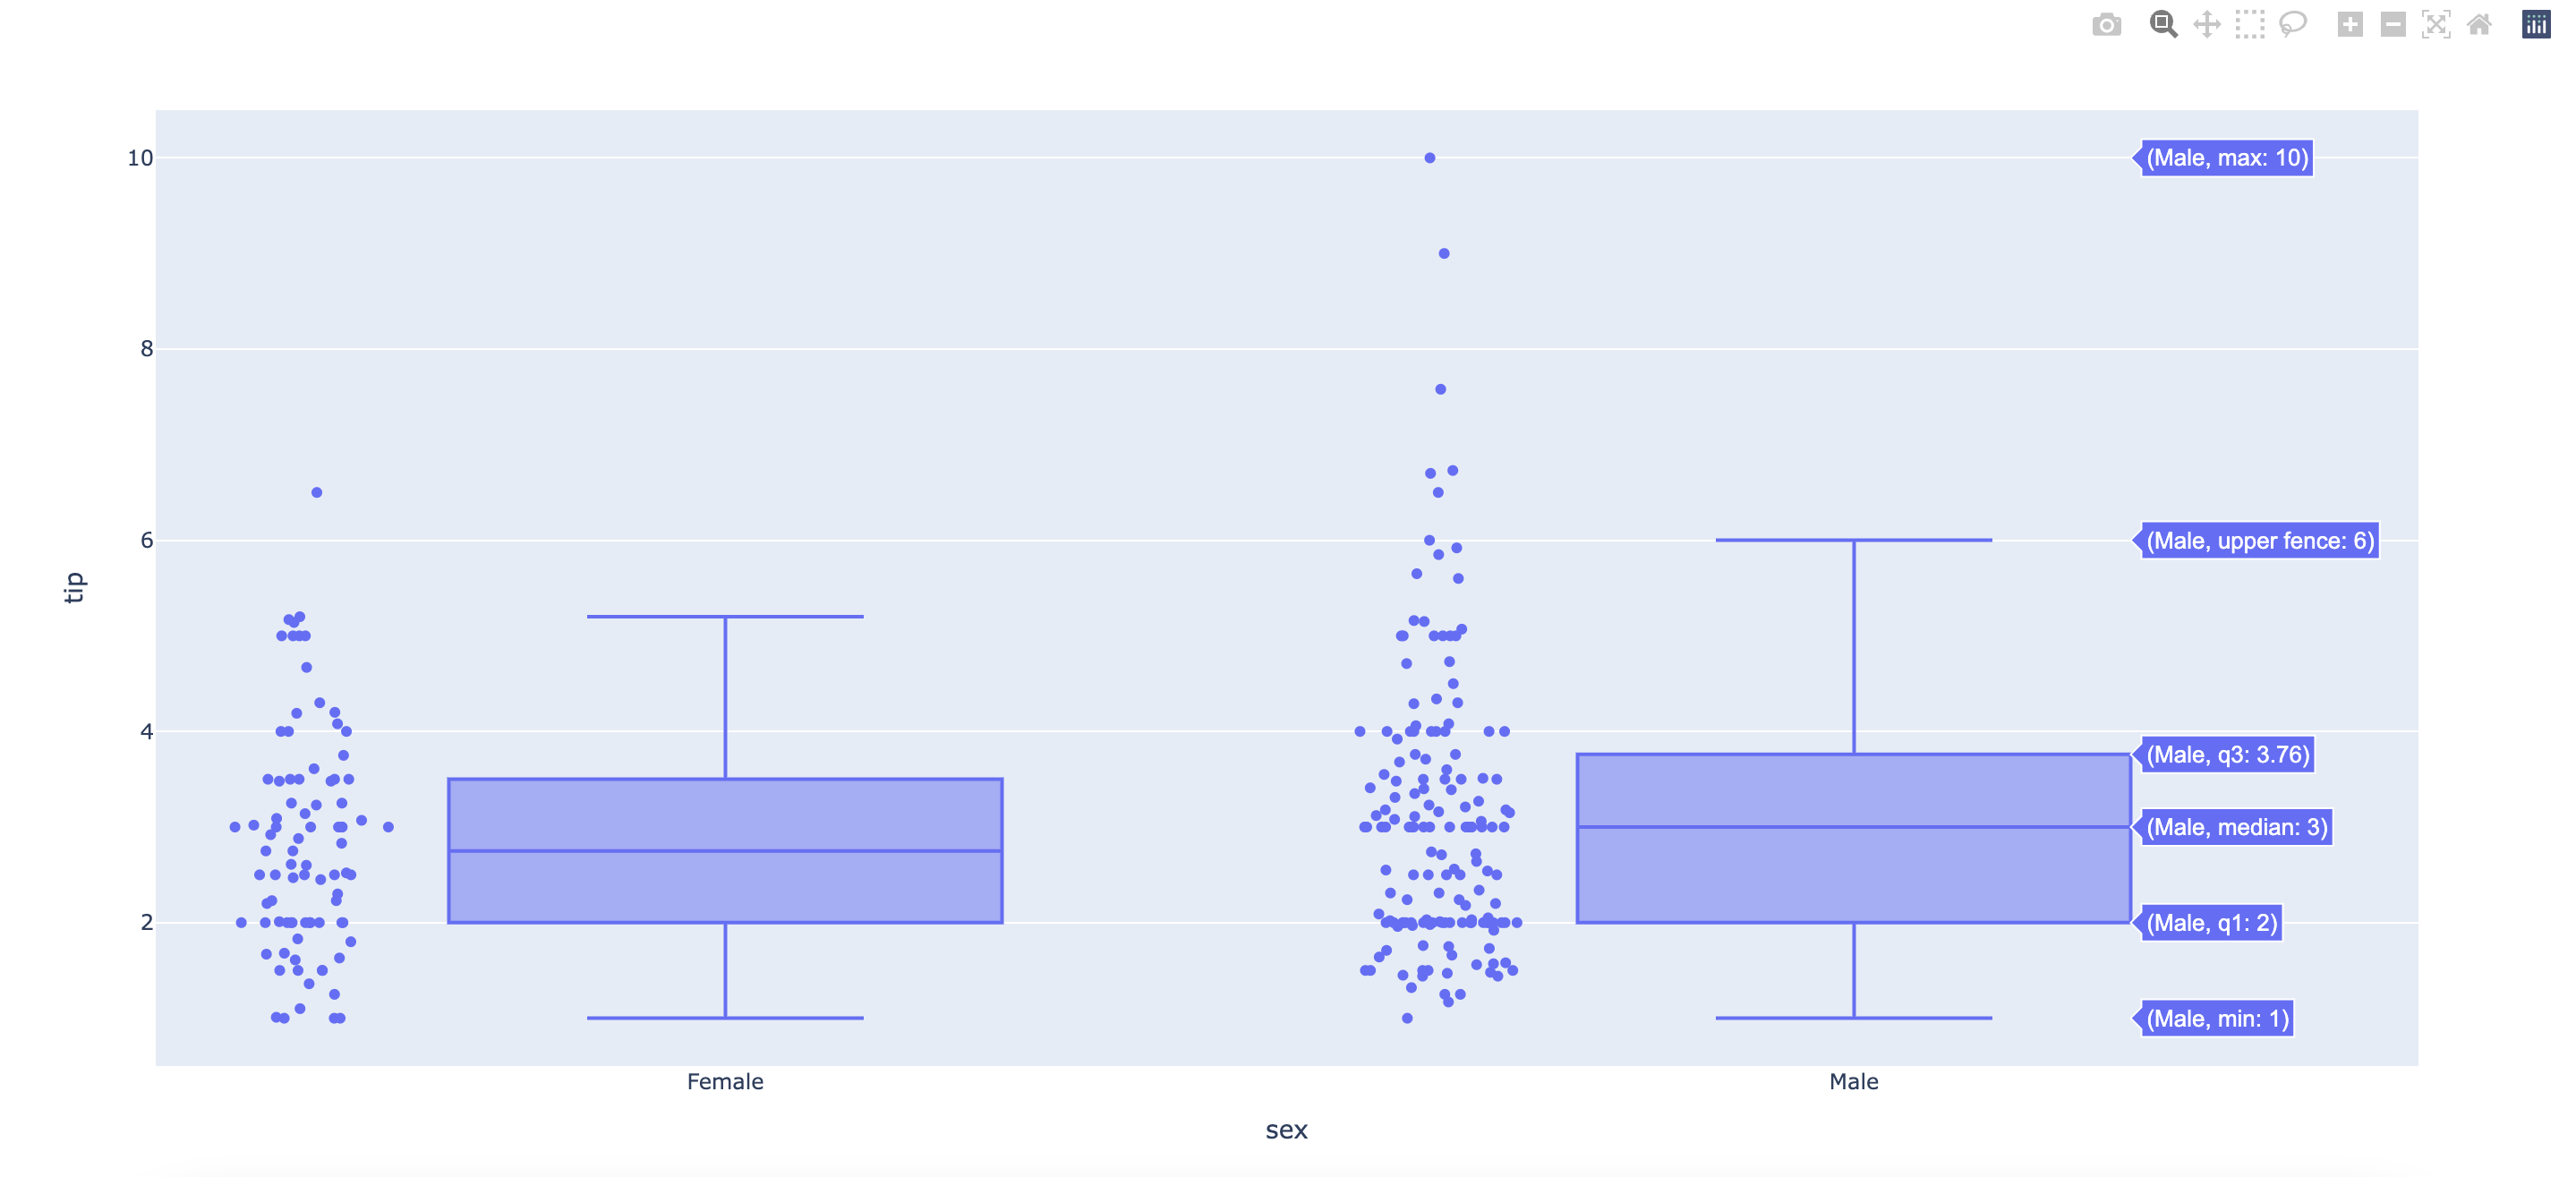 10
(Male, max: 10)
8
6
(Male, upper fence: 6)
tip
4
(Male, q3: 3.76)
(Male, median: 3)
2
(Male, q1: 2)
(Male, min: 1)
Female
Male
sex